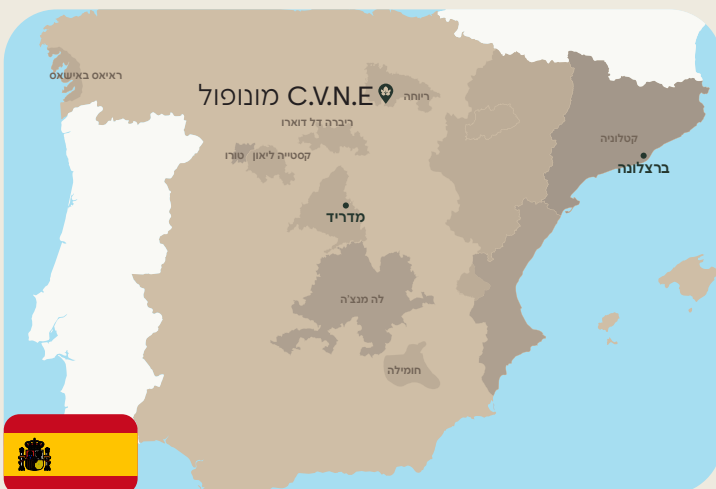 ראיאס באישאס
C.V.N.E מונופול
ריוחה
ריברה דל דוארו
קסטייה ליאון
טורו
קטלוניה
ברצלונה
מדריד
לה מנצ'ה
חומילה